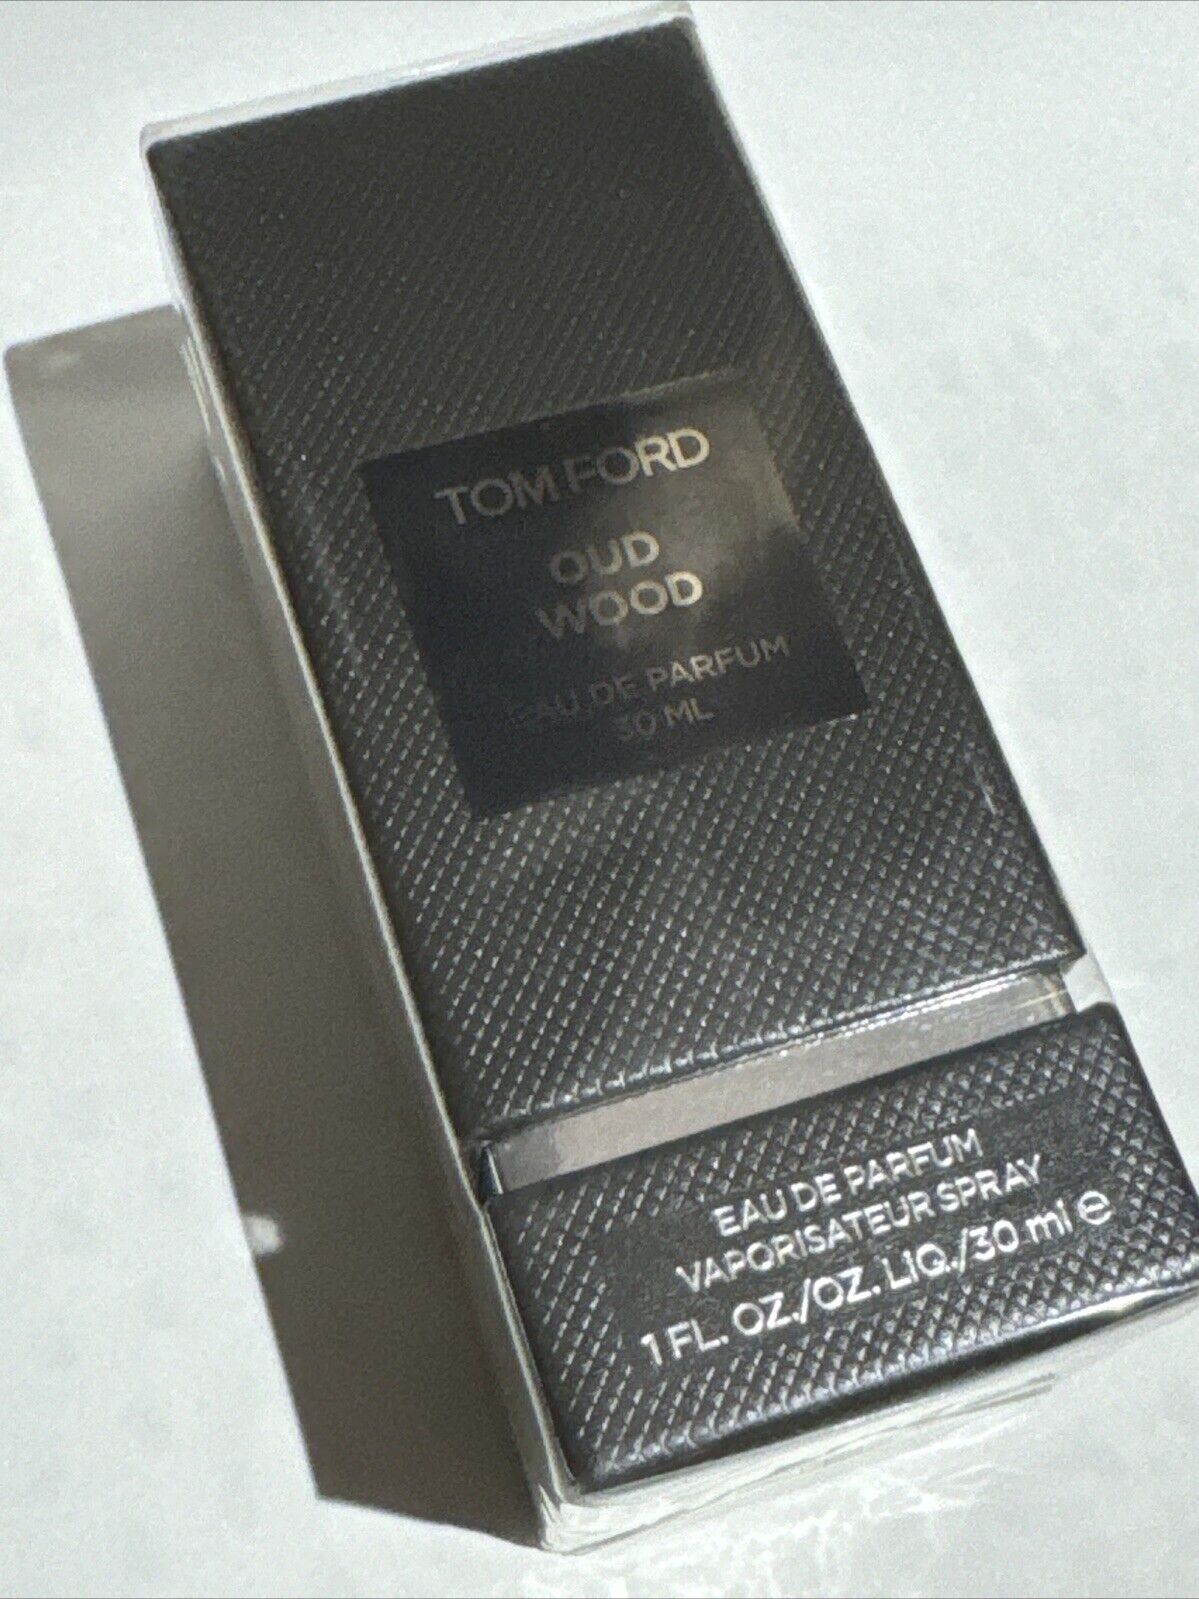 TOM FORD
OUD
WOOD
EAU DE PARFUM
30 ML
EAU DE PARFUM
VAPORISATEUR SPRAY
1 FL. OZ./OZ. LIQ./30 ml ℮